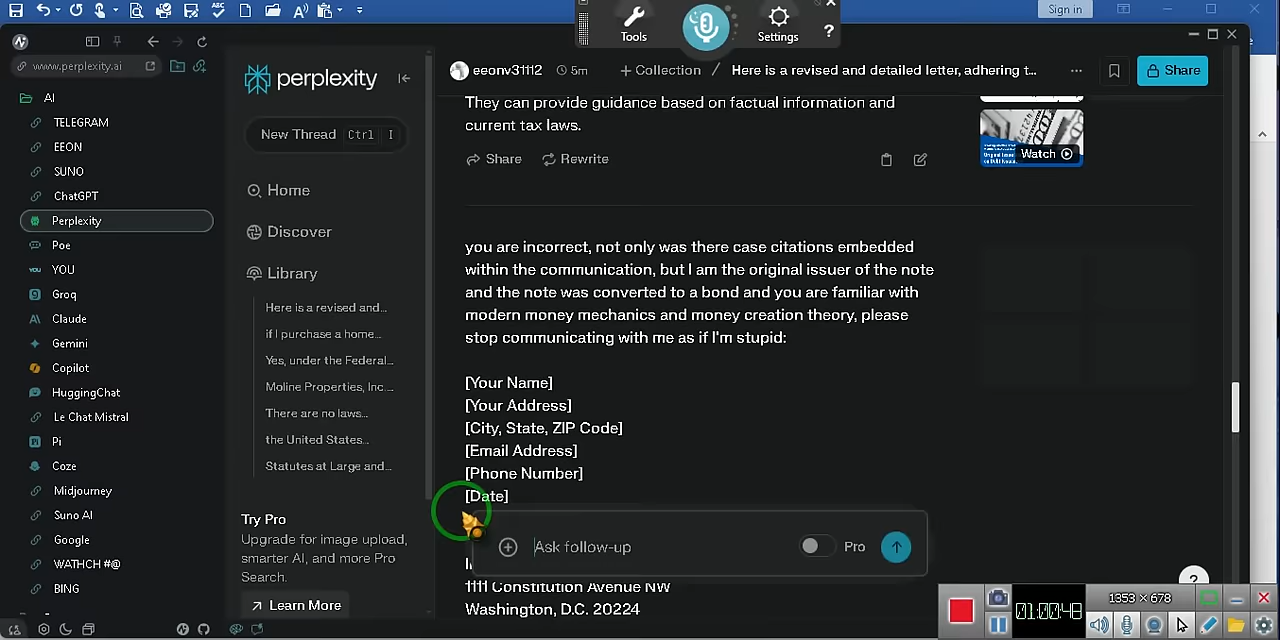 Sign in
Tools
Settings
?
www.perplexity.ai
AI
TELEGRAM
EEON
SUNO
ChatGPT
Perplexity
Poe
YOU
Groq
Claude
Gemini
Copilot
HuggingChat
Le Chat Mistral
Pi
Coze
Midjourney
Suno AI
Google
WATHCH #@
BING
perplexity
New Thread Ctrl I
Home
Discover
Library
Here is a revised and...
if I purchase a home...
Yes, under the Federal...
Moline Properties, Inc....
There are no laws...
the United States...
Statutes at Large and...
Try Pro
Upgrade for image upload,
smarter AI, and more Pro
Search.
Learn More
eeonv31112 5m + Collection / Here is a revised and detailed letter, adhering t... Share
They can provide guidance based on factual information and
current tax laws.
Watch
Share Rewrite
you are incorrect, not only was there case citations embedded
within the communication, but I am the original issuer of the note
and the note was converted to a bond and you are familiar with
modern money mechanics and money creation theory, please
stop communicating with me as if I'm stupid:
[Your Name]
[Your Address]
[City, State, ZIP Code]
[Email Address]
[Phone Number]
[Date]
Ask follow-up Pro
1111 Constitution Avenue NW
Washington, D.C. 20224
?
01:00:48
1353 × 678